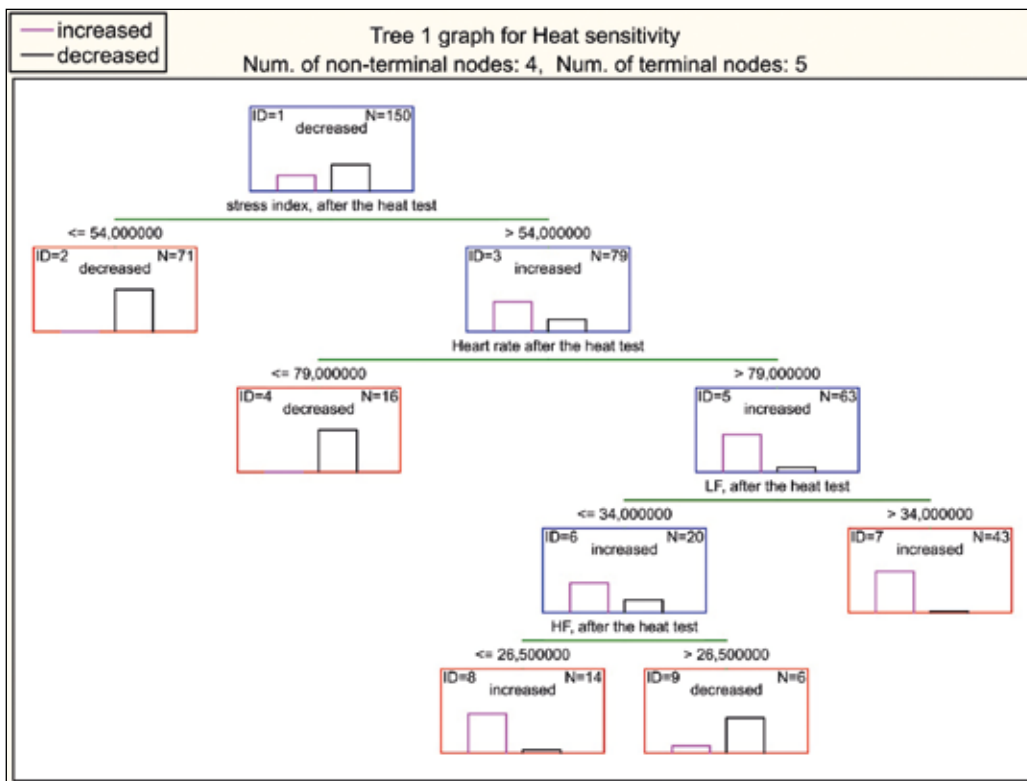 increased
decreased
Tree 1 graph for Heat sensitivity
Num. of non-terminal nodes: 4, Num. of terminal nodes: 5
ID=1 N=150
decreased
stress index, after the heat test
<= 54,000000 > 54,000000
ID=2 N=71 ID=3 N=79
decreased increased
Heart rate after the heat test
<= 79,000000 > 79,000000
ID=4 N=16 ID=5 N=63
decreased increased
LF, after the heat test
<= 34,000000 > 34,000000
ID=6 N=20 ID=7 N=43
increased increased
HF, after the heat test
<= 26,500000 > 26,500000
ID=8 N=14 ID=9 N=6
increased decreased